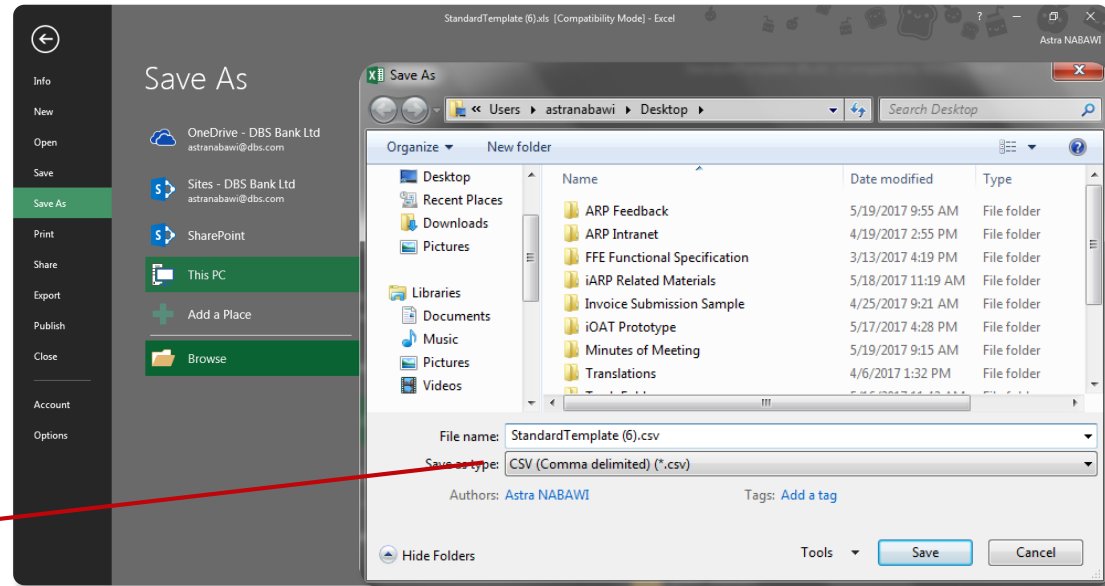 StandardTemplate (6).xls [Compatibility Mode] - Excel
?
Astra NABAWI
Info
New
Open
Save
Save As
Print
Share
Export
Publish
Close
Account
Options
Save As
OneDrive - DBS Bank Ltd
astranabawi@dbs.com
Sites - DBS Bank Ltd
astranabawi@dbs.com
SharePoint
This PC
Add a Place
Browse
Save As
« Users astranabawi Desktop
Search Desktop
Organize New folder
Desktop
Recent Places
Downloads
Pictures
Libraries
Documents
Music
Pictures
Videos
Name Date modified Type
ARP Feedback 5/19/2017 9:55 AM File folder
ARP Intranet 4/19/2017 2:55 PM File folder
FFE Functional Specification 3/13/2017 4:19 PM File folder
iARP Related Materials 5/18/2017 11:19 AM File folder
Invoice Submission Sample 4/25/2017 9:21 AM File folder
iOAT Prototype 5/17/2017 4:28 PM File folder
Minutes of Meeting 5/19/2017 9:15 AM File folder
Translations 4/6/2017 1:32 PM File folder
File name: StandardTemplate (6).csv
Save as type: CSV (Comma delimited) (*.csv)
Authors: Astra NABAWI Tags: Add a tag
Hide Folders Tools Save Cancel